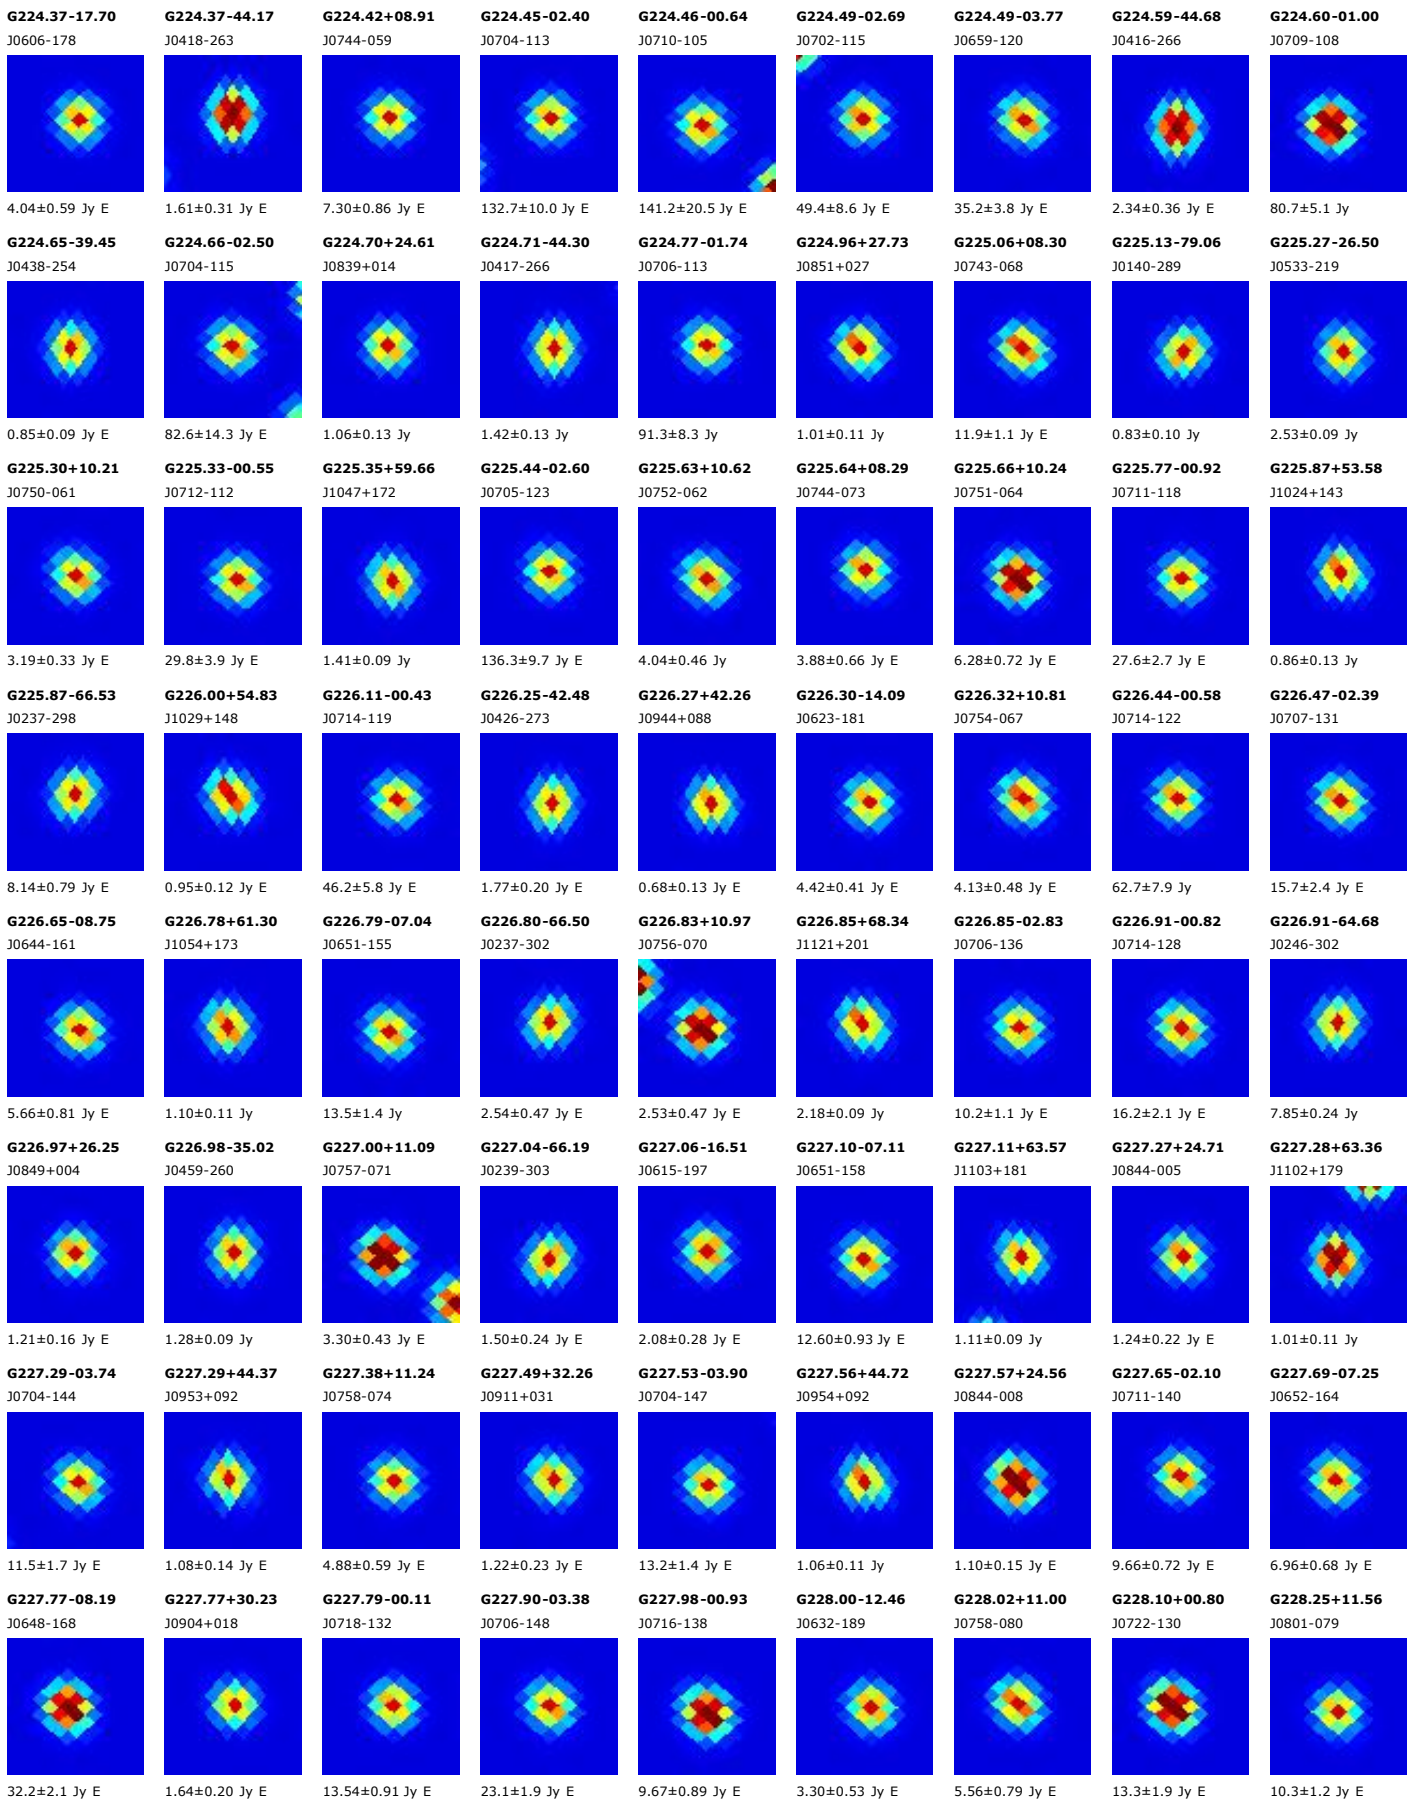 G224.37-17.70 G224.37-44.17 G224.42+08.91 G224.45-02.40 G224.46-00.64 G224.49-02.69 G224.49-03.77 G224.59-44.68 G224.60-01.00
J0606-178 J0418-263 J0744-059 J0704-113 J0710-105 J0702-115 J0659-120 J0416-266 J0709-108
4.04±0.59 Jy E 1.61±0.31 Jy E 7.30±0.86 Jy E 132.7±10.0 Jy E 141.2±20.5 Jy E 49.4±8.6 Jy E 35.2±3.8 Jy E 2.34±0.36 Jy E 80.7±5.1 Jy
G224.65-39.45 G224.66-02.50 G224.70+24.61 G224.71-44.30 G224.77-01.74 G224.96+27.73 G225.06+08.30 G225.13-79.06 G225.27-26.50
J0438-254 J0704-115 J0839+014 J0417-266 J0706-113 J0851+027 J0743-068 J0140-289 J0533-219
0.85±0.09 Jy E 82.6±14.3 Jy E 1.06±0.13 Jy 1.42±0.13 Jy 91.3±8.3 Jy 1.01±0.11 Jy 11.9±1.1 Jy E 0.83±0.10 Jy 2.53±0.09 Jy
G225.30+10.21 G225.33-00.55 G225.35+59.66 G225.44-02.60 G225.63+10.62 G225.64+08.29 G225.66+10.24 G225.77-00.92 G225.87+53.58
J0750-061 J0712-112 J1047+172 J0705-123 J0752-062 J0744-073 J0751-064 J0711-118 J1024+143
3.19±0.33 Jy E 29.8±3.9 Jy E 1.41±0.09 Jy 136.3±9.7 Jy E 4.04±0.46 Jy 3.88±0.66 Jy E 6.28±0.72 Jy E 27.6±2.7 Jy E 0.86±0.13 Jy
G225.87-66.53 G226.00+54.83 G226.11-00.43 G226.25-42.48 G226.27+42.26 G226.30-14.09 G226.32+10.81 G226.44-00.58 G226.47-02.39
J0237-298 J1029+148 J0714-119 J0426-273 J0944+088 J0623-181 J0754-067 J0714-122 J0707-131
8.14±0.79 Jy E 0.95±0.12 Jy E 46.2±5.8 Jy E 1.77±0.20 Jy E 0.68±0.13 Jy E 4.42±0.41 Jy E 4.13±0.48 Jy E 62.7±7.9 Jy 15.7±2.4 Jy E
G226.65-08.75 G226.78+61.30 G226.79-07.04 G226.80-66.50 G226.83+10.97 G226.85+68.34 G226.85-02.83 G226.91-00.82 G226.91-64.68
J0644-161 J1054+173 J0651-155 J0237-302 J0756-070 J1121+201 J0706-136 J0714-128 J0246-302
5.66±0.81 Jy E 1.10±0.11 Jy 13.5±1.4 Jy 2.54±0.47 Jy E 2.53±0.47 Jy E 2.18±0.09 Jy 10.2±1.1 Jy E 16.2±2.1 Jy E 7.85±0.24 Jy
G226.97+26.25 G226.98-35.02 G227.00+11.09 G227.04-66.19 G227.06-16.51 G227.10-07.11 G227.11+63.57 G227.27+24.71 G227.28+63.36
J0849+004 J0459-260 J0757-071 J0239-303 J0615-197 J0651-158 J1103+181 J0844-005 J1102+179
1.21±0.16 Jy E 1.28±0.09 Jy 3.30±0.43 Jy E 1.50±0.24 Jy E 2.08±0.28 Jy E 12.60±0.93 Jy E 1.11±0.09 Jy 1.24±0.22 Jy E 1.01±0.11 Jy
G227.29-03.74 G227.29+44.37 G227.38+11.24 G227.49+32.26 G227.53-03.90 G227.56+44.72 G227.57+24.56 G227.65-02.10 G227.69-07.25
J0704-144 J0953+092 J0758-074 J0911+031 J0704-147 J0954+092 J0844-008 J0711-140 J0652-164
11.5±1.7 Jy E 1.08±0.14 Jy E 4.88±0.59 Jy E 1.22±0.23 Jy E 13.2±1.4 Jy E 1.06±0.11 Jy 1.10±0.15 Jy E 9.66±0.72 Jy E 6.96±0.68 Jy E
G227.77-08.19 G227.77+30.23 G227.79-00.11 G227.90-03.38 G227.98-00.93 G228.00-12.46 G228.02+11.00 G228.10+00.80 G228.25+11.56
J0648-168 J0904+018 J0718-132 J0706-148 J0716-138 J0632-189 J0758-080 J0722-130 J0801-079
32.2±2.1 Jy E 1.64±0.20 Jy E 13.54±0.91 Jy E 23.1±1.9 Jy E 9.67±0.89 Jy E 3.30±0.53 Jy E 5.56±0.79 Jy E 13.3±1.9 Jy E 10.3±1.2 Jy E